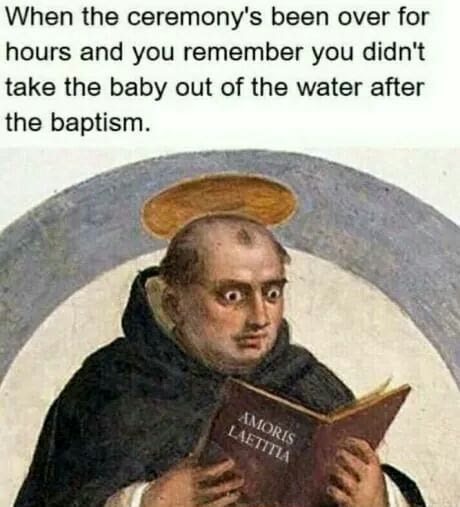 When the ceremony's been over for
hours and you remember you didn't
take the baby out of the water after
the baptism.
AMORIS
LAETITIA